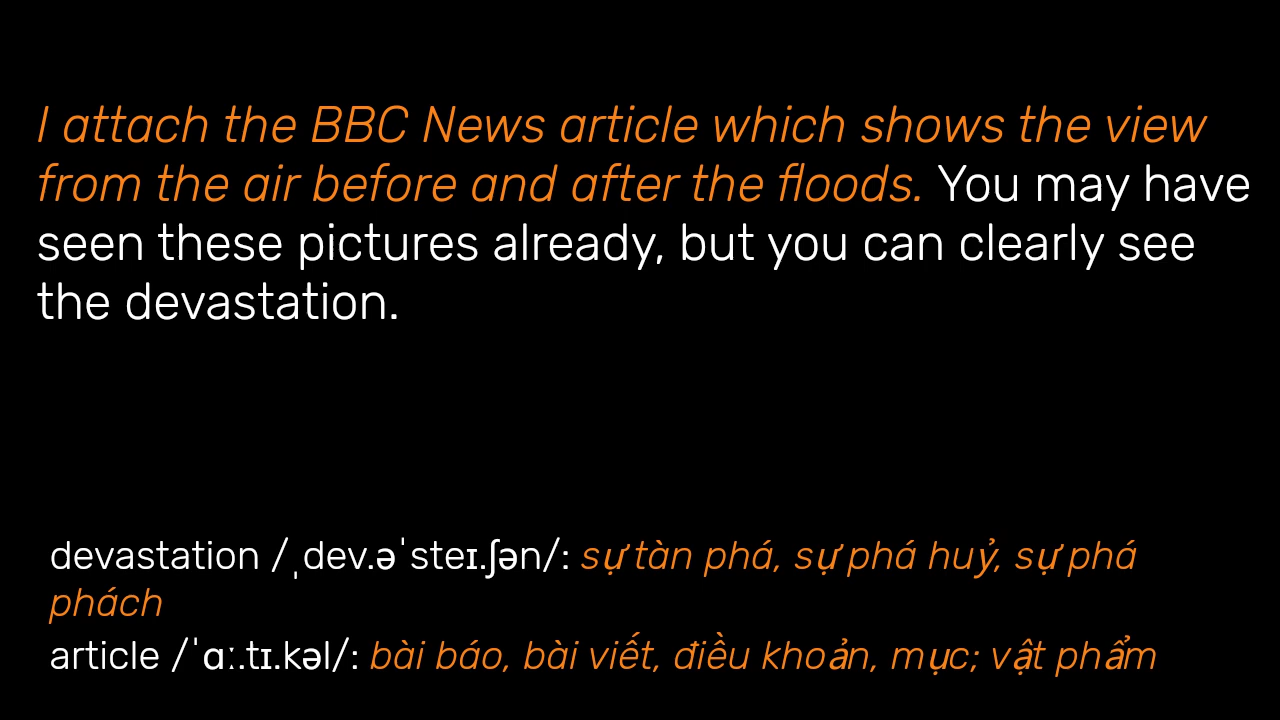 I attach the BBC News article which shows the view
from the air before and after the floods. You may have
seen these pictures already, but you can clearly see
the devastation.
devastation /ˌdev.əˈsteɪ.ʃən/: sự tàn phá, sự phá huỷ, sự phá
phách
article /ˈɑː.tɪ.kəl/: bài báo, bài viết, điều khoản, mục; vật phẩm